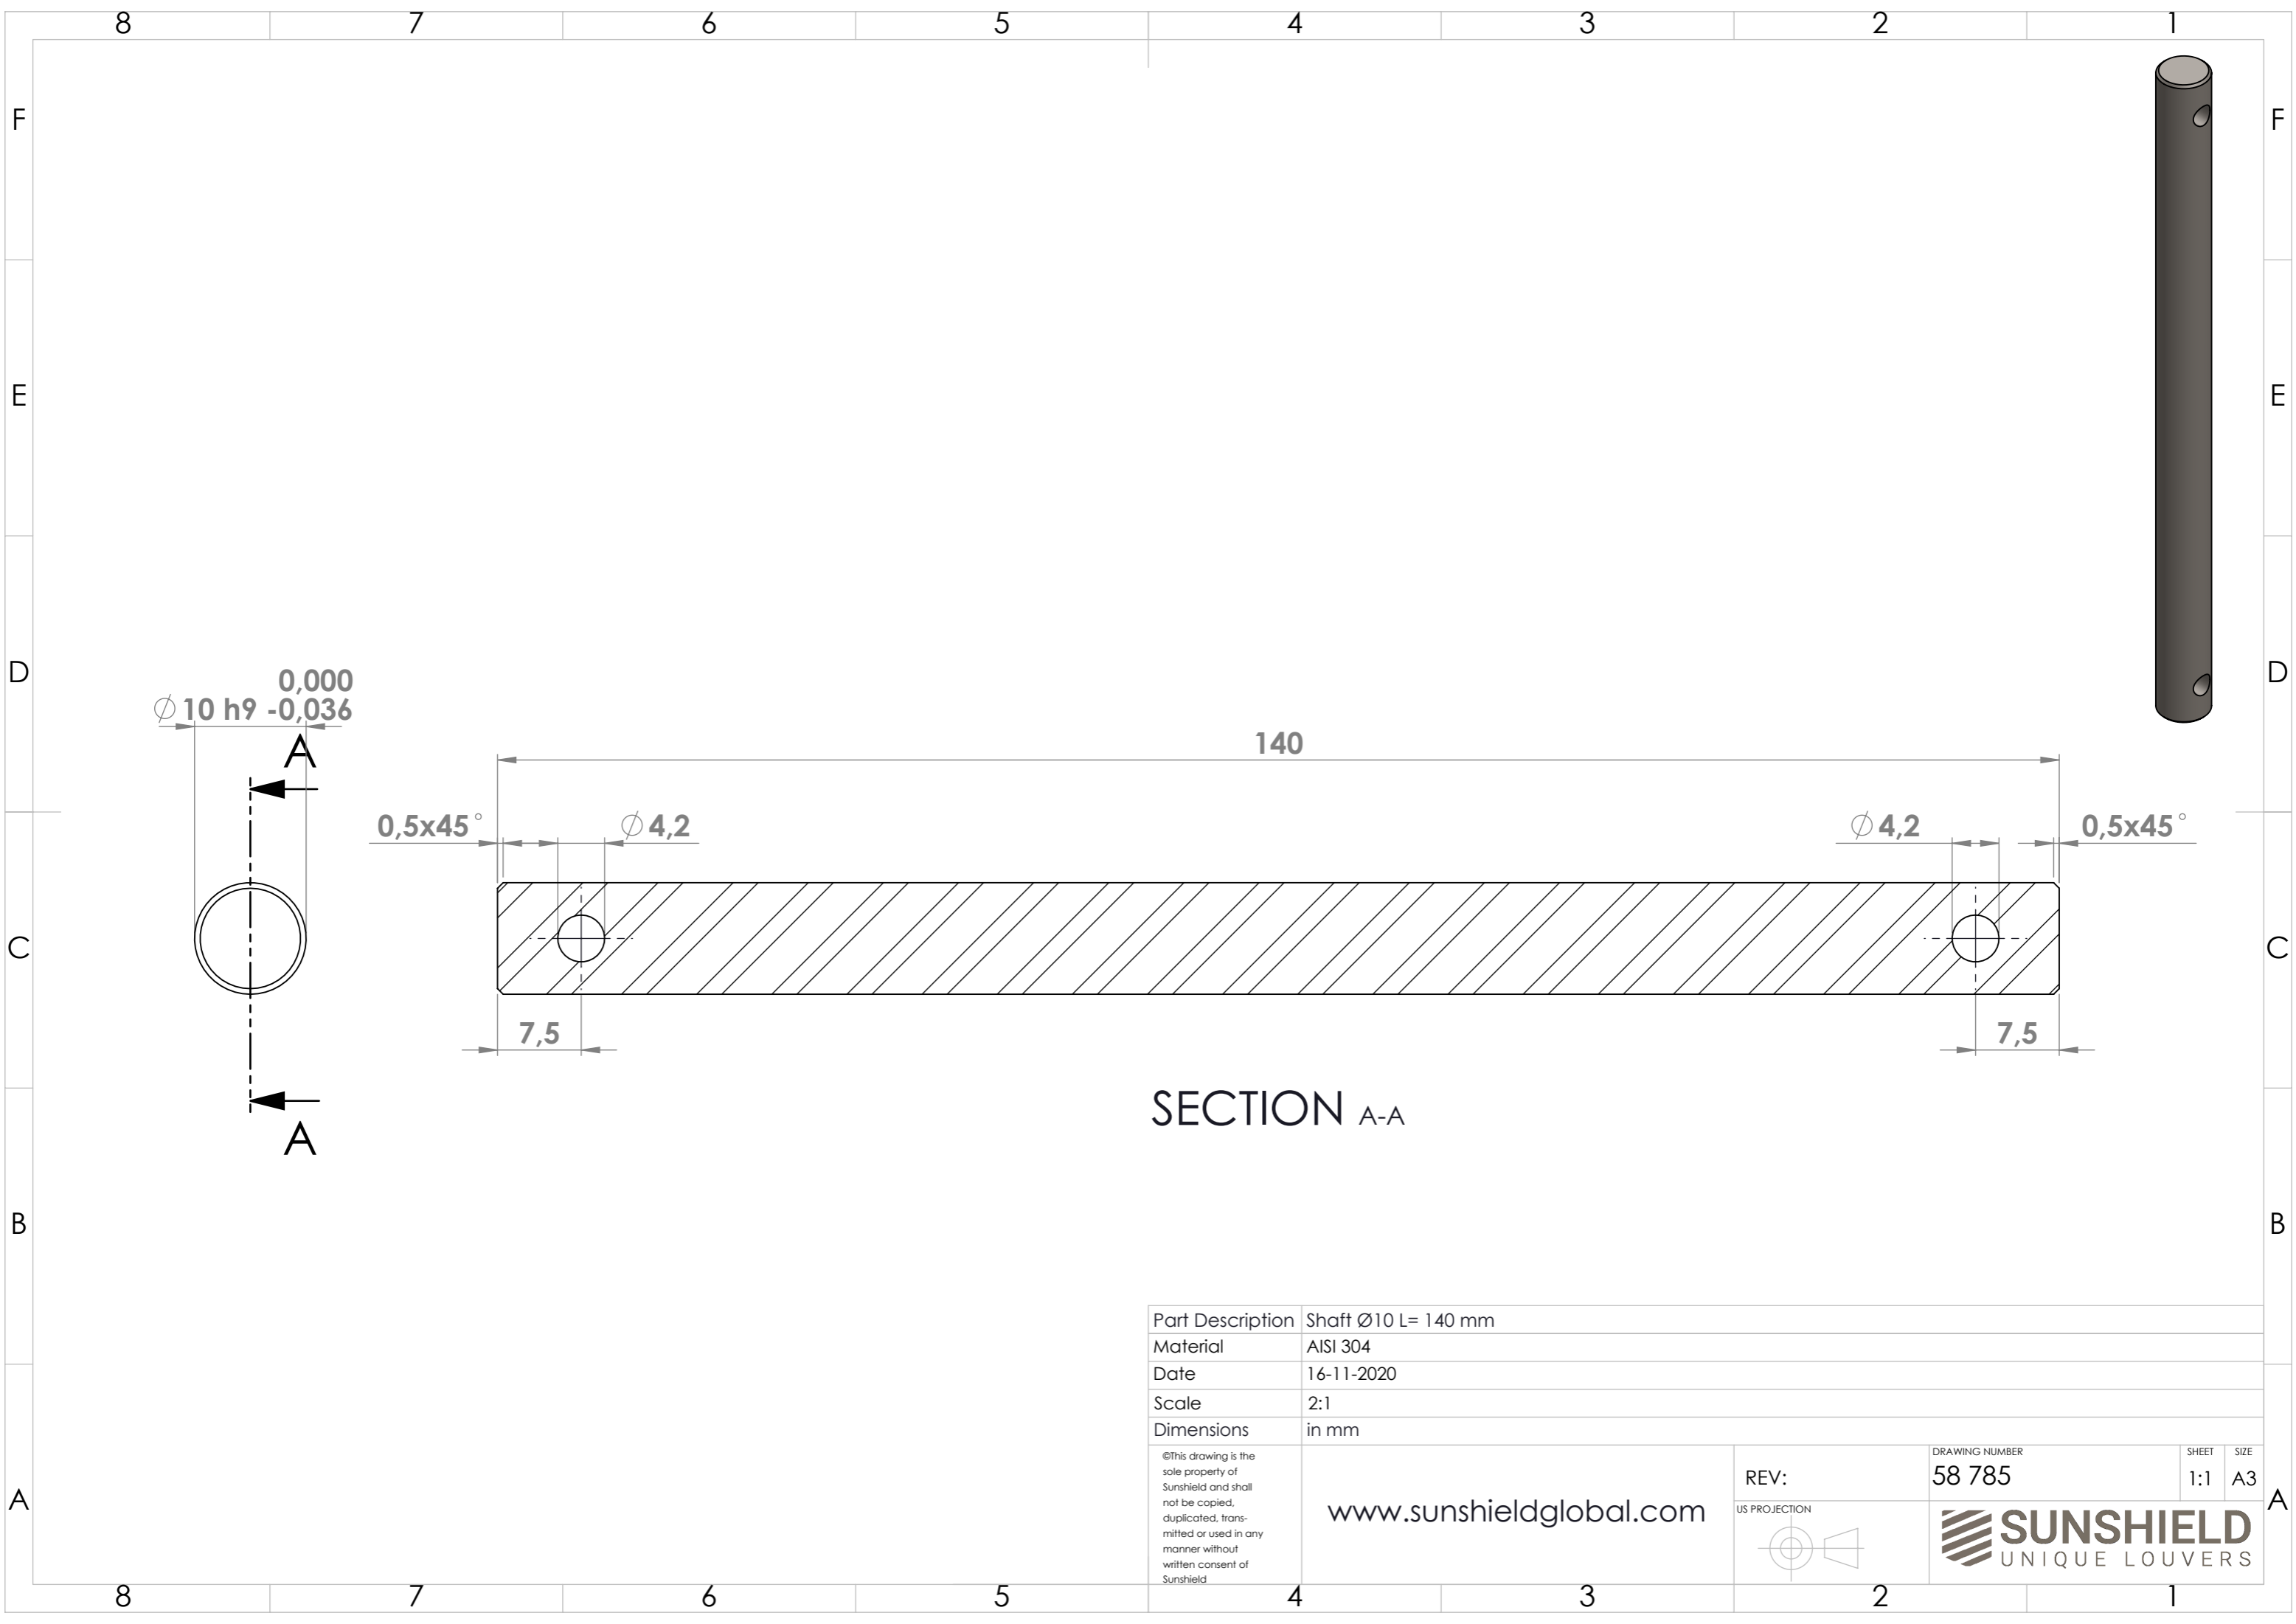 8 7 6 5 4 3 2 1
F F
E E
D D
0,000
∅10 h9 -0,036
A
140
0,5x45° ∅4,2 ∅4,2 0,5x45°
C C
7,5 7,5
SECTION A-A
A
B B
Part Description Shaft Ø10 L= 140 mm
Material AISI 304
Date 16-11-2020
Scale 2:1
Dimensions in mm
©This drawing is the
sole property of
Sunshield and shall
not be copied,
duplicated, trans-
mitted or used in any
manner without
written consent of
Sunshield
www.sunshieldglobal.com
REV:
DRAWING NUMBER
58 785
SHEET
1:1
SIZE
A3
US PROJECTION
SUNSHIELD
UNIQUE LOUVERS
A A
8 7 6 5 4 3 2 1